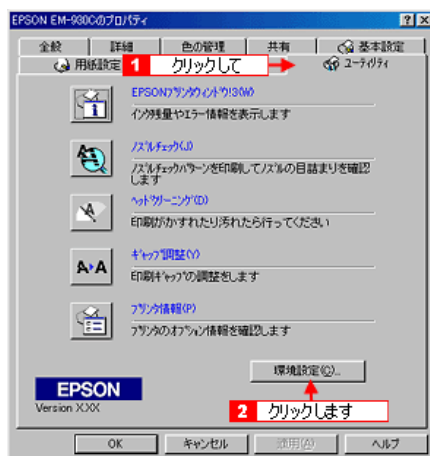 EPSON EM-930Cのプロパティ
全般 詳細 色の管理 共有 基本設定
用紙設定 1 クリックして ユーティリティ
EPSONプリンタウィンドウ!3(W)
インク残量やエラー情報を表示します
ノズルチェック(J)
ノズルチェックパターンを印刷してノズルの目詰まりを確認
します
ヘッドクリーニング(D)
印刷がかすれたり汚れたら行ってください
ギャップ調整(Y)
印刷ギャップの調整をします
A▸A
プリンタ情報(P)
プリンタのオプション情報を確認します
環境設定(C)...
EPSON
Version X.XX
2 クリックします
OK キャンセル 適用(A) ヘルプ